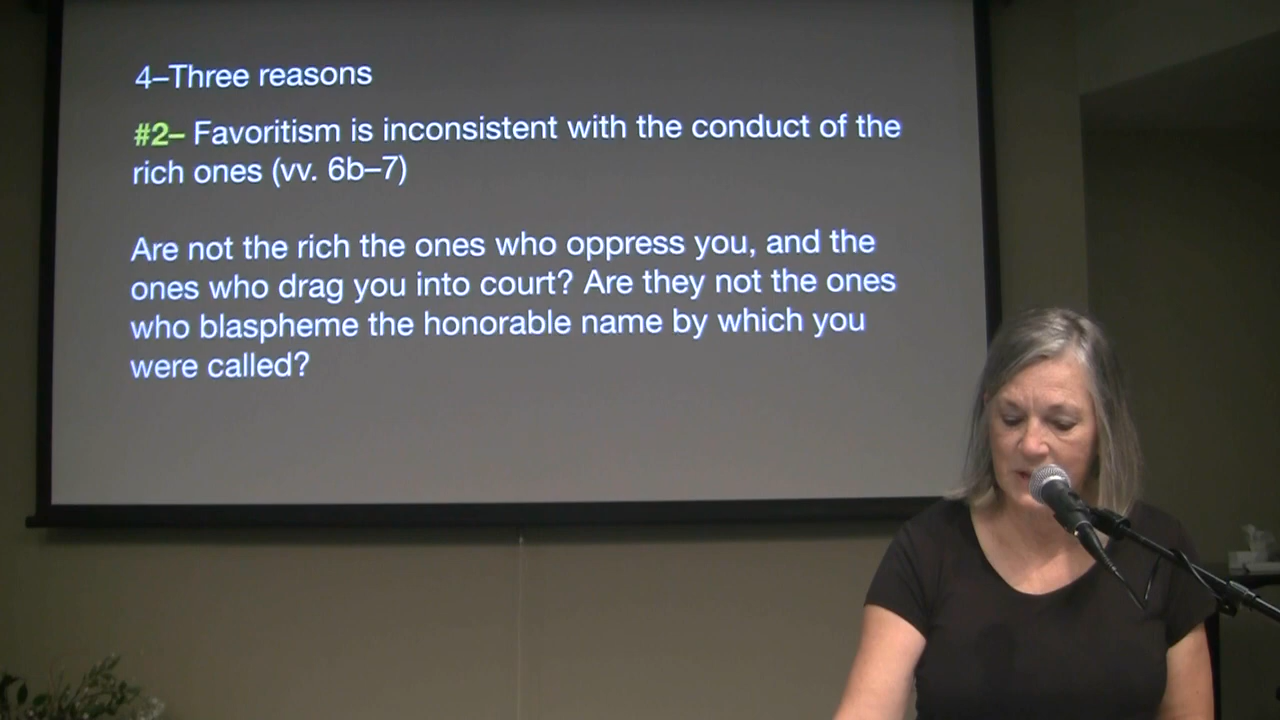 4–Three reasons
#2– Favoritism is inconsistent with the conduct of the
rich ones (vv. 6b–7)
Are not the rich the ones who oppress you, and the
ones who drag you into court? Are they not the ones
who blaspheme the honorable name by which you
were called?